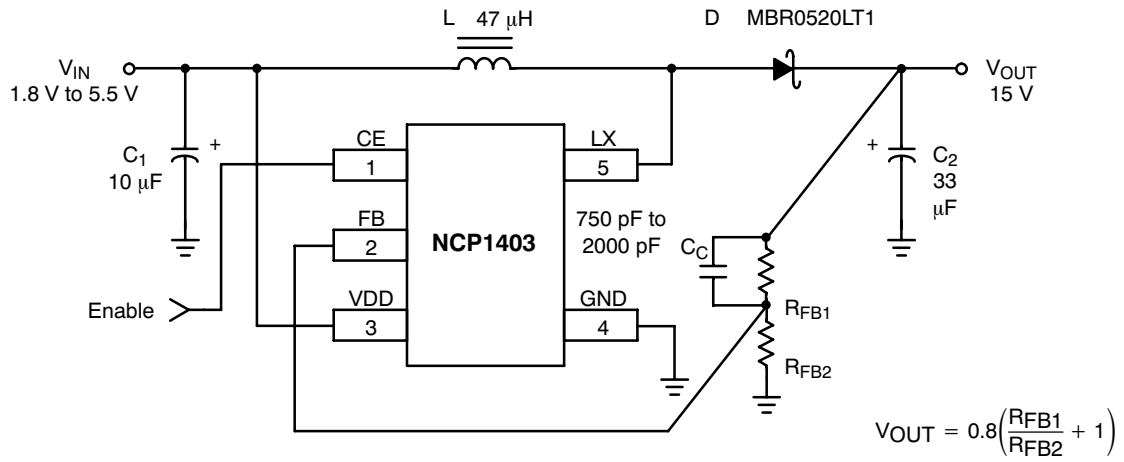 L 47 μH
D MBR0520LT1
VIN
1.8 V to 5.5 V
VOUT
15 V
C1
10 μF
+
CE
1
LX
5
+
C2
33
μF
FB
2
NCP1403
750 pF to
2000 pF
CC
Enable
VDD
3
GND
4
RFB1
RFB2
VOUT = 0.8(RFB1/RFB2 + 1)